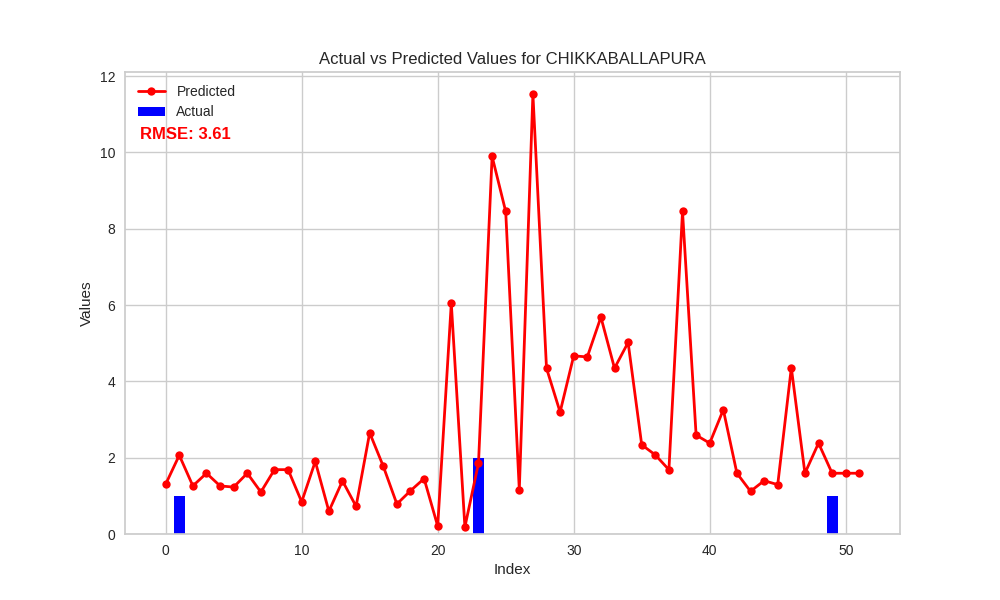 Actual vs Predicted Values for CHIKKABALLAPURA
12
10
8
6
4
2
0
Values
Predicted
Actual
RMSE: 3.61
0 10 20 30 40 50
Index